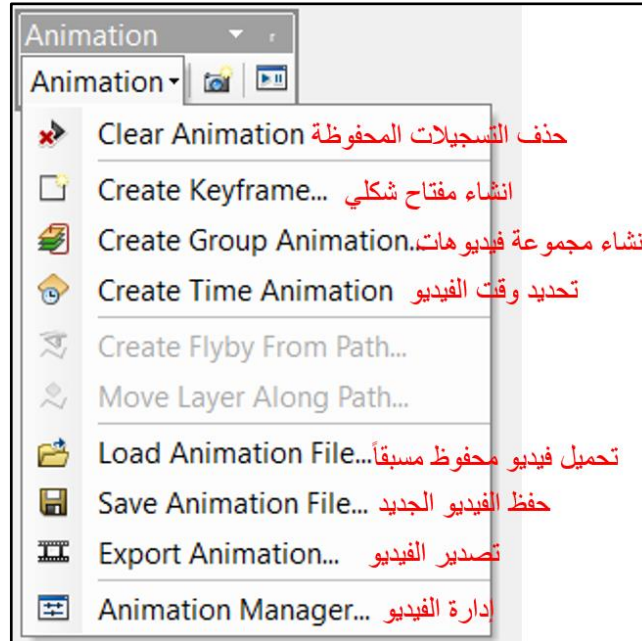 Animation
Animation
Clear Animation حذف التسجيلات المحفوظة
Create Keyframe... انشاء مفتاح شكلي
Create Group Animation... نشاء مجموعة فيديوهات
Create Time Animation تحديد وقت الفيديو
Create Flyby From Path...
Move Layer Along Path...
Load Animation File... تحميل فيديو محفوظ مسبقاً
Save Animation File... حفظ الفيديو الجديد
Export Animation... تصدير الفيديو
Animation Manager... إدارة الفيديو